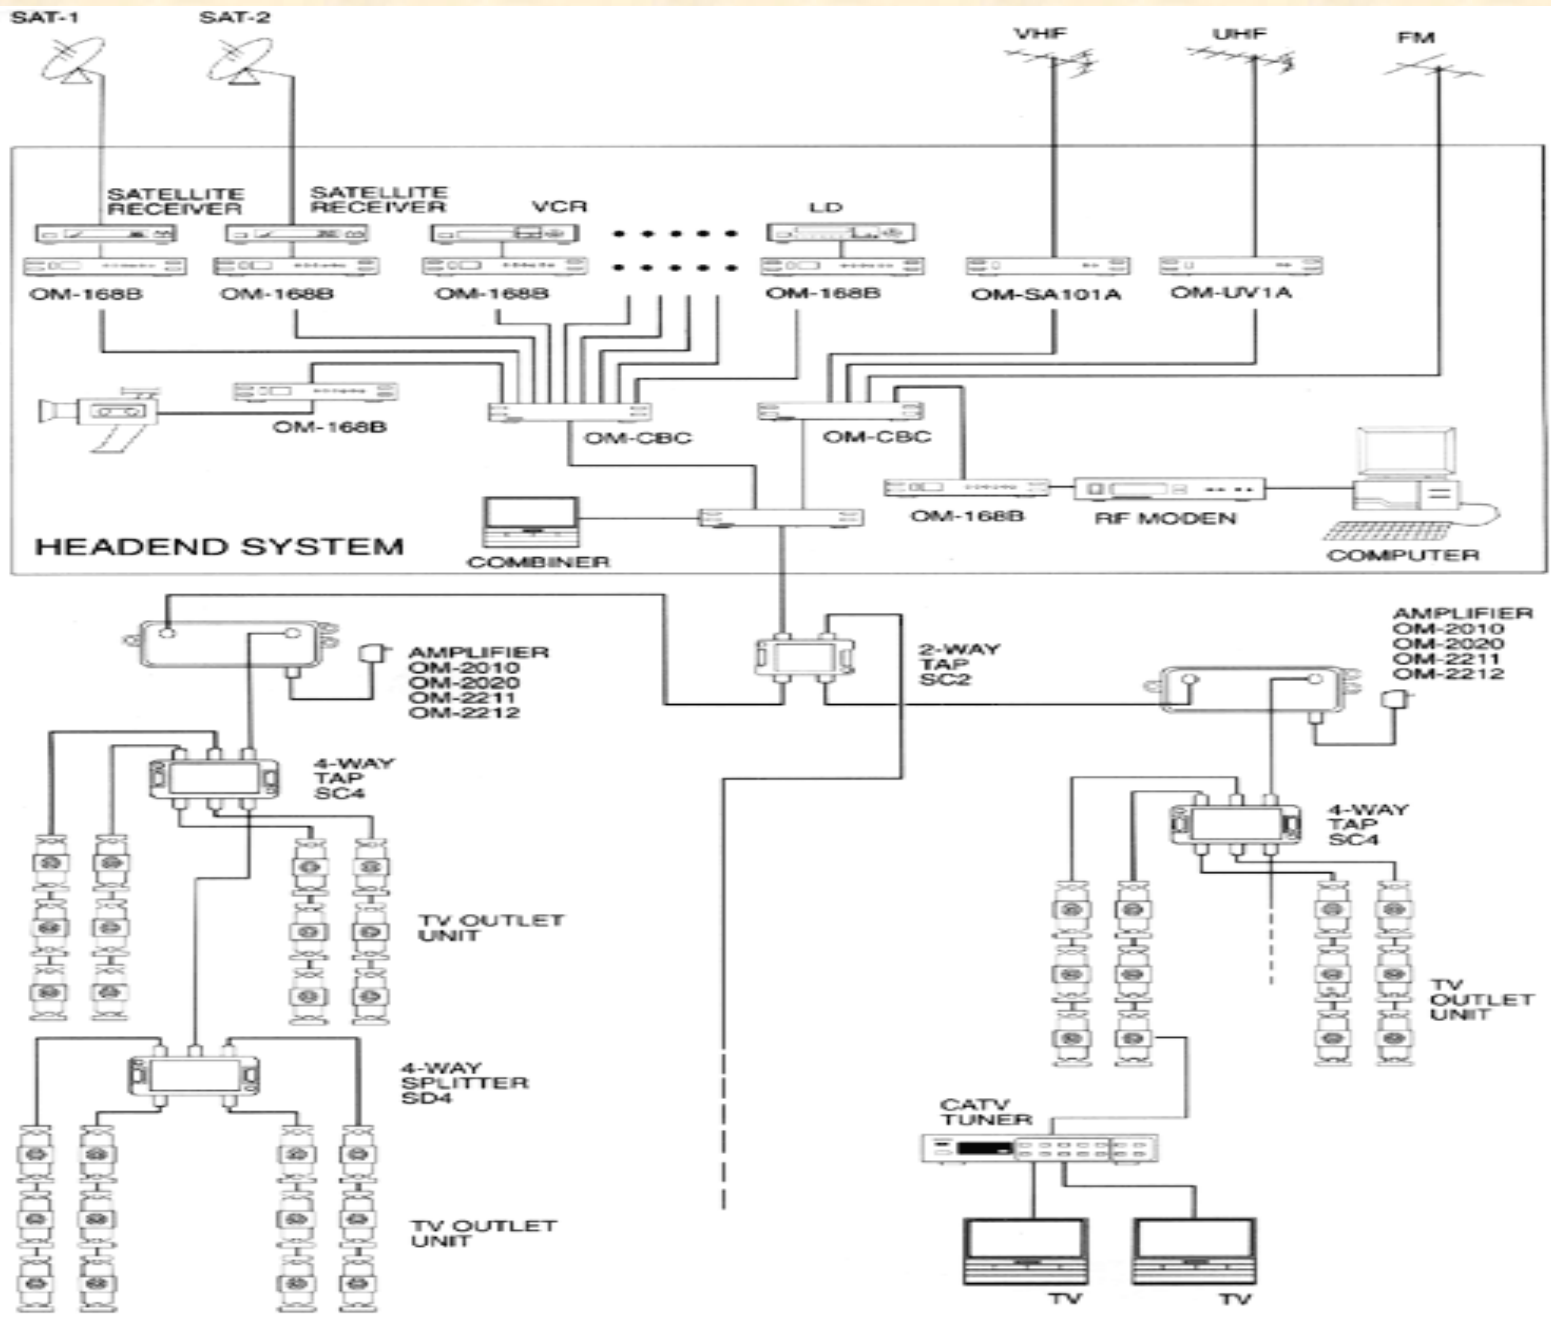 SAT-1
SAT-2
VHF
UHF
FM
SATELLITE
RECEIVER
SATELLITE
RECEIVER
VCR
LD
OM-168B
OM-168B
OM-168B
OM-168B
OM-SA101A
OM-UV1A
OM-168B
OM-CBC
OM-CBC
OM-168B
RF MODEN
COMPUTER
HEADEND SYSTEM
COMBINER
AMPLIFIER
OM-2010
OM-2020
OM-2211
OM-2212
2-WAY
TAP
SC2
AMPLIFIER
OM-2010
OM-2020
OM-2211
OM-2212
4-WAY
TAP
SC4
4-WAY
TAP
SC4
TV OUTLET
UNIT
TV
OUTLET
UNIT
4-WAY
SPLITTER
SD4
CATV
TUNER
TV OUTLET
UNIT
TV
TV